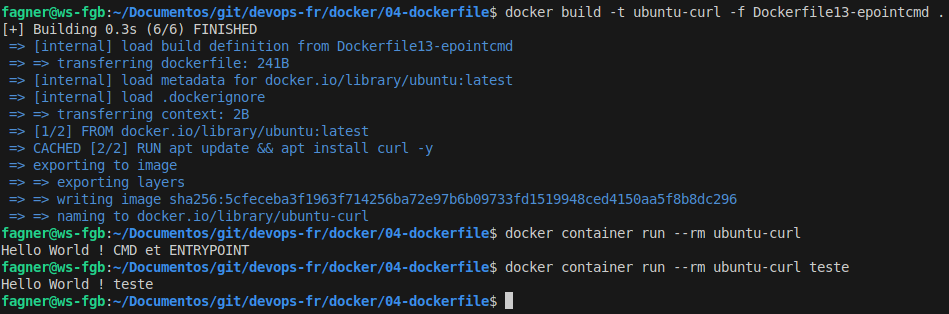 fagner@ws-fgb:~/Documentos/git/devops-fr/docker/04-dockerfile$ docker build -t ubuntu-curl -f Dockerfile13-epointcmd .
[+] Building 0.3s (6/6) FINISHED
=> [internal] load build definition from Dockerfile13-epointcmd
=> => transferring dockerfile: 241B
=> [internal] load metadata for docker.io/library/ubuntu:latest
=> [internal] load .dockerignore
=> => transferring context: 2B
=> [1/2] FROM docker.io/library/ubuntu:latest
=> CACHED [2/2] RUN apt update && apt install curl -y
=> exporting to image
=> => exporting layers
=> => writing image sha256:5cfeceba3f1963f714256ba72e97b6b09733fd1519948ced4150aa5f8b8dc296
=> => naming to docker.io/library/ubuntu-curl
fagner@ws-fgb:~/Documentos/git/devops-fr/docker/04-dockerfile$ docker container run --rm ubuntu-curl
Hello World ! CMD et ENTRYPOINT
fagner@ws-fgb:~/Documentos/git/devops-fr/docker/04-dockerfile$ docker container run --rm ubuntu-curl teste
Hello World ! teste
fagner@ws-fgb:~/Documentos/git/devops-fr/docker/04-dockerfile$